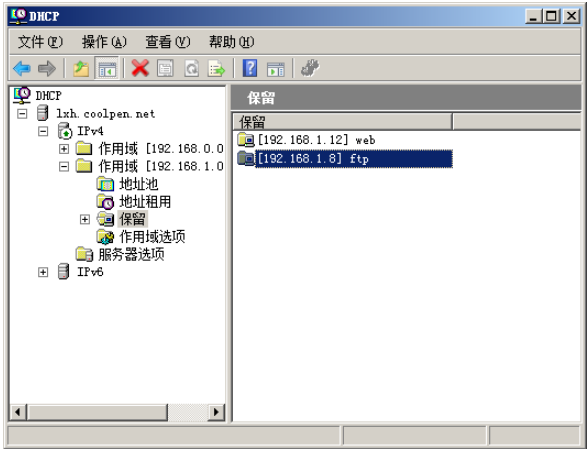 DHCP
文件(F) 操作(A) 查看(V) 帮助(H)
DHCP
lxh.coolpen.net
IPv4
作用域 [192.168.0.0
作用域 [192.168.1.0
地址池
地址租用
保留
作用域选项
服务器选项
IPv6
保留
保留
[192.168.1.12] web
[192.168.1.8] ftp